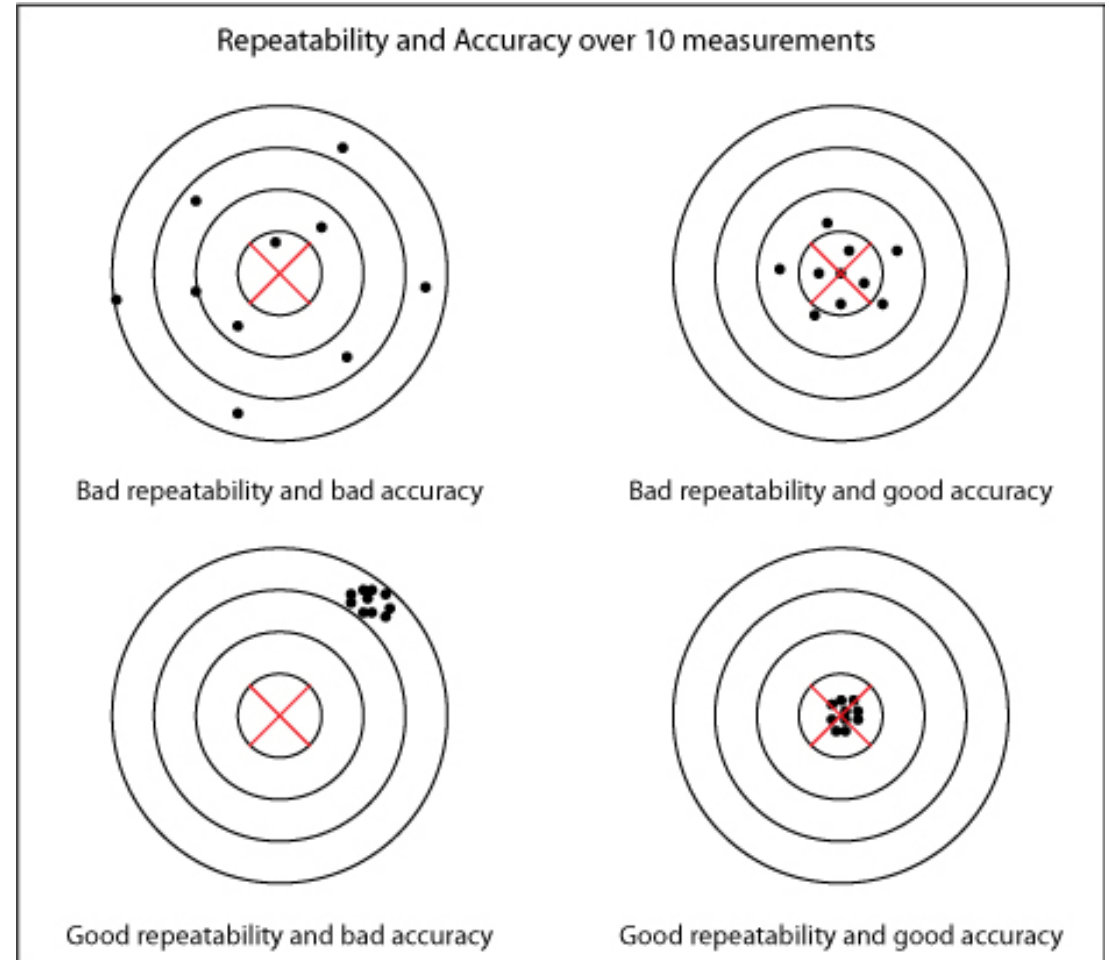 Repeatability and Accuracy over 10 measurements
Bad repeatability and bad accuracy
Bad repeatability and good accuracy
Good repeatability and bad accuracy
Good repeatability and good accuracy